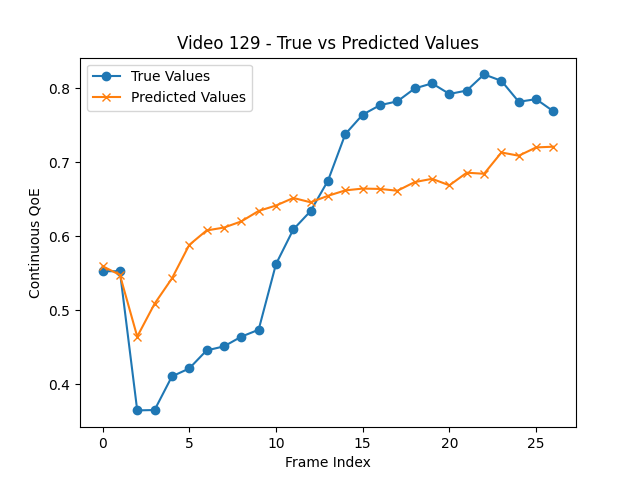 Video 129 - True vs Predicted Values
True Values
Predicted Values
Continuous QoE
0.8
0.7
0.6
0.5
0.4
0 5 10 15 20 25
Frame Index